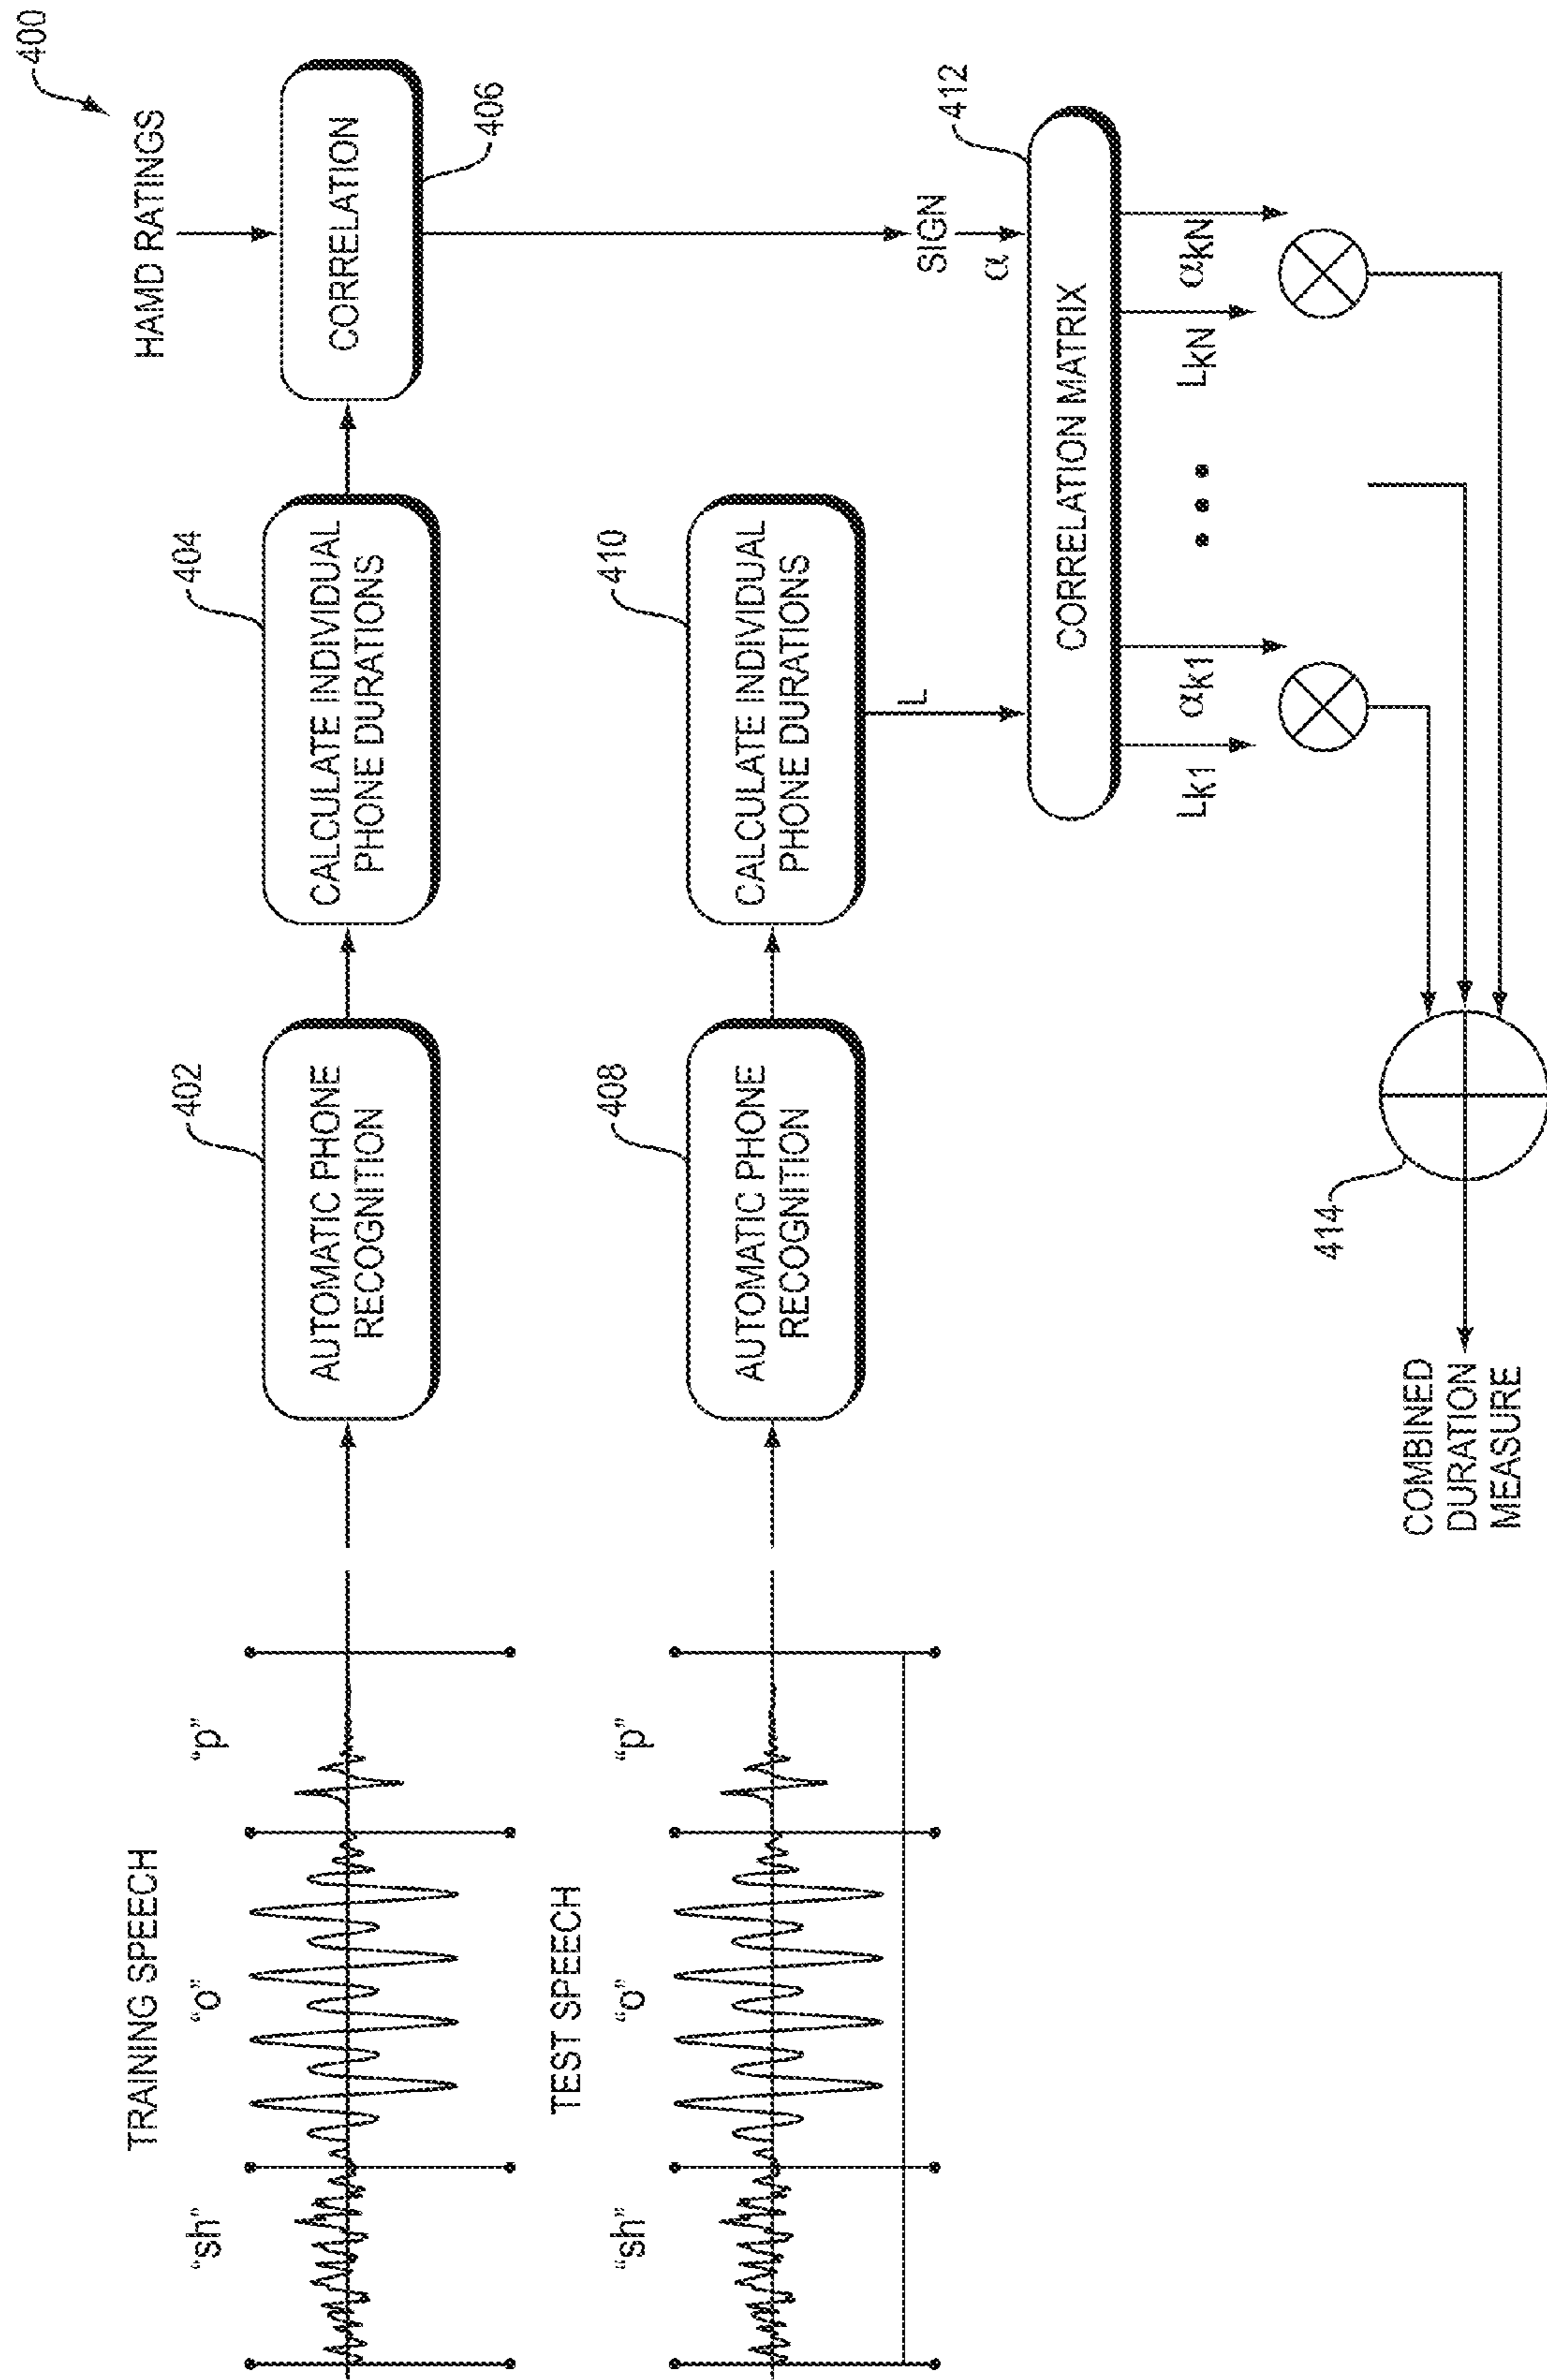 400
HAMD RATINGS
TRAINING SPEECH
"sh"
"o"
"p"
402
AUTOMATIC PHONE
RECOGNITION
404
CALCULATE INDIVIDUAL
PHONE DURATIONS
CORRELATION
406
TEST SPEECH
"sh"
"o"
"p"
408
AUTOMATIC PHONE
RECOGNITION
410
CALCULATE INDIVIDUAL
PHONE DURATIONS
L
SIGN
α
412
CORRELATION MATRIX
Lk1
αk1
LkN
αkN
414
COMBINED
DURATION
MEASURE